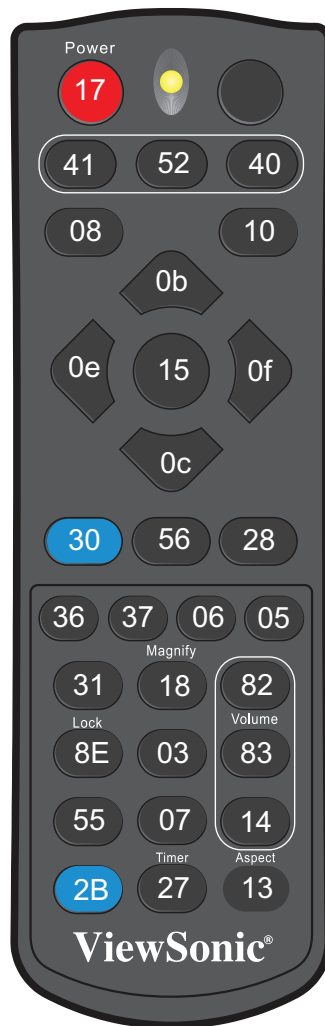 Power
17
41 52 40
08 10
0b
0e 15 0f
0c
30 56 28
36 37 06 05
Magnify
31 18 82
Lock Volume
8E 03 83
55 07 14
Timer Aspect
2B 27 13
ViewSonic®